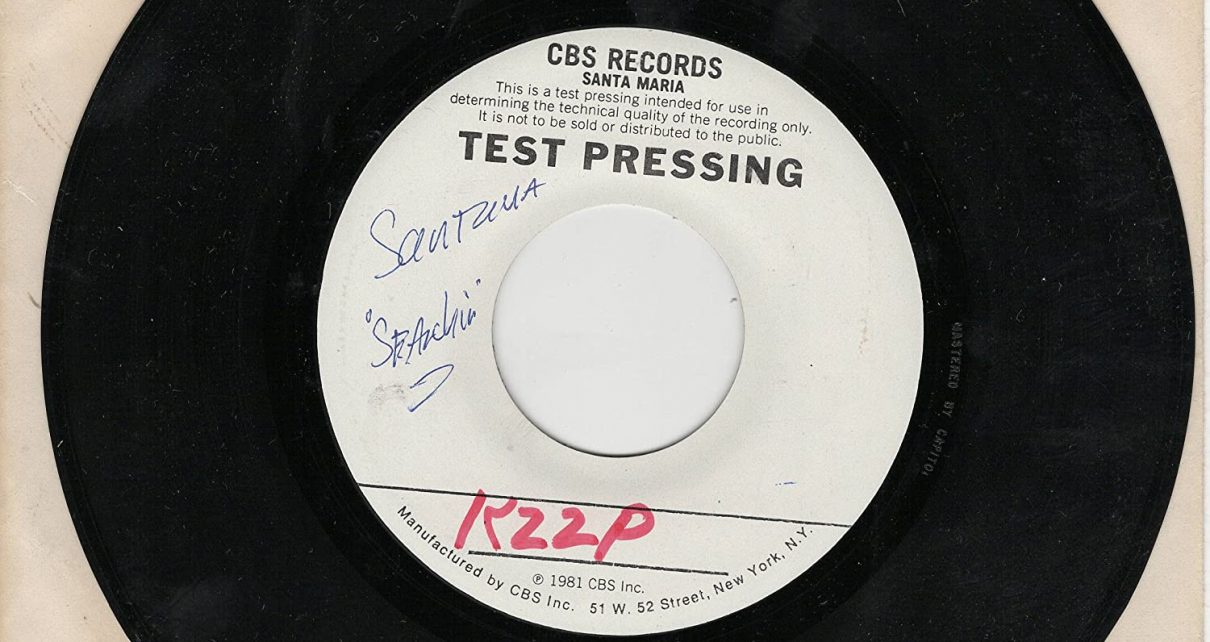 CBS RECORDS
SANTA MARIA
This is a test pressing intended for use in
determining the technical quality of the recording only.
It is not to be sold or distributed to the public.
TEST PRESSING
Santana
"SEArchin"
KZZP
MASTERED BY CAPITOL
℗ 1981 CBS Inc.
Manufactured by CBS Inc. 51 W. 52 Street, New York, N.Y.